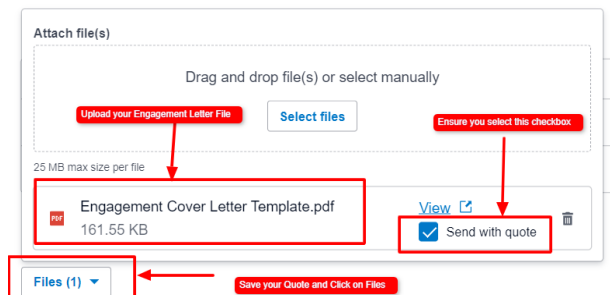 Attach file(s)
Drag and drop file(s) or select manually
Upload your Engagement Letter File
Select files
Ensure you select this checkbox
25 MB max size per file
PDF
Engagement Cover Letter Template.pdf
View
161.55 KB
Send with quote
Files (1)
Save your Quote and Click on Files